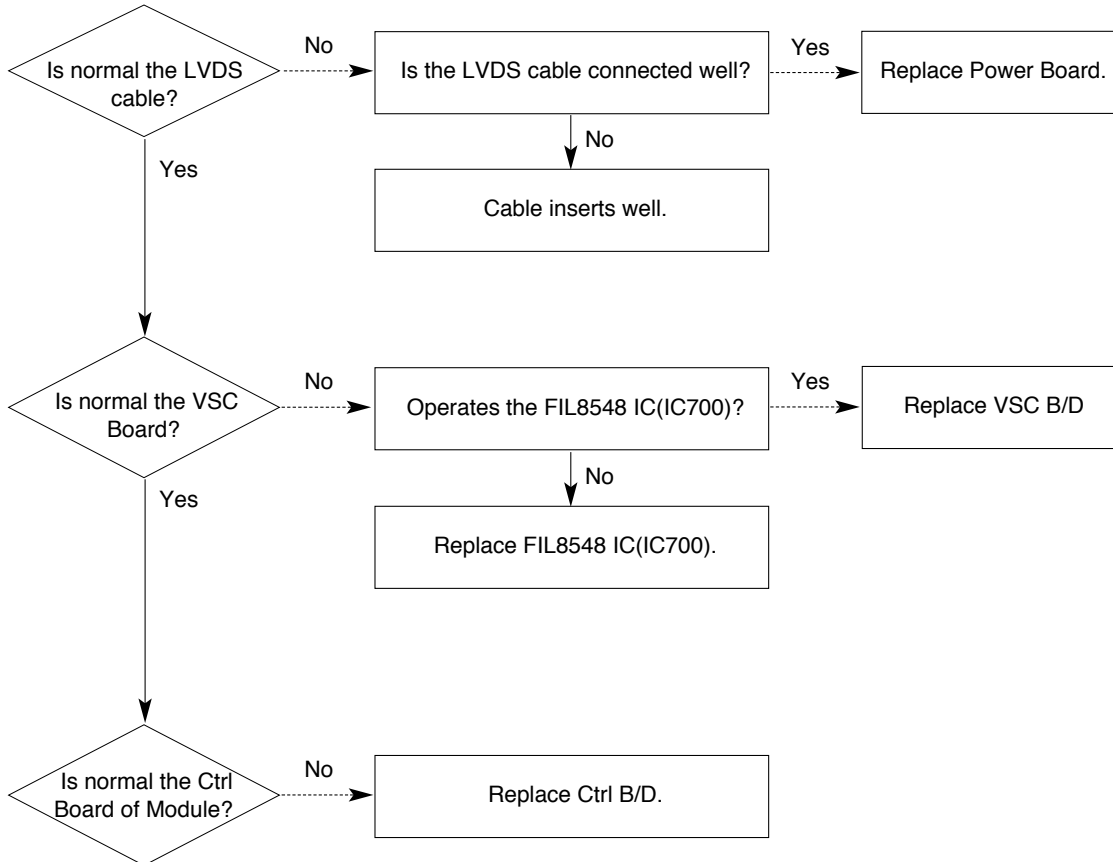 Is normal the LVDS
cable?
No
Is the LVDS cable connected well?
Yes
Replace Power Board.
Yes
No
Cable inserts well.
Is normal the VSC
Board?
No
Operates the FIL8548 IC(IC700)?
Yes
Replace VSC B/D
Yes
No
Replace FIL8548 IC(IC700).
Is normal the Ctrl
Board of Module?
No
Replace Ctrl B/D.